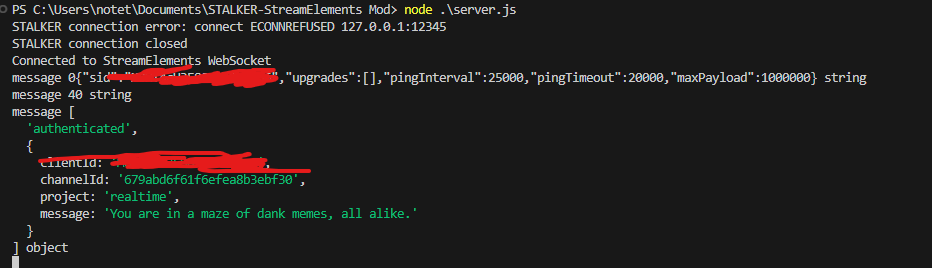 PS C:\Users\notet\Documents\STALKER-StreamElements Mod> node .\server.js
STALKER connection error: connect ECONNREFUSED 127.0.0.1:12345
STALKER connection closed
Connected to StreamElements WebSocket
message 0{"sid":" ","upgrades":[],"pingInterval":25000,"pingTimeout":20000,"maxPayload":1000000} string
message 40 string
message [
'authenticated',
{
clientId:
channelId: '679abd6f61f6efea8b3ebf30',
project: 'realtime',
message: 'You are in a maze of dank memes, all alike.'
}
] object